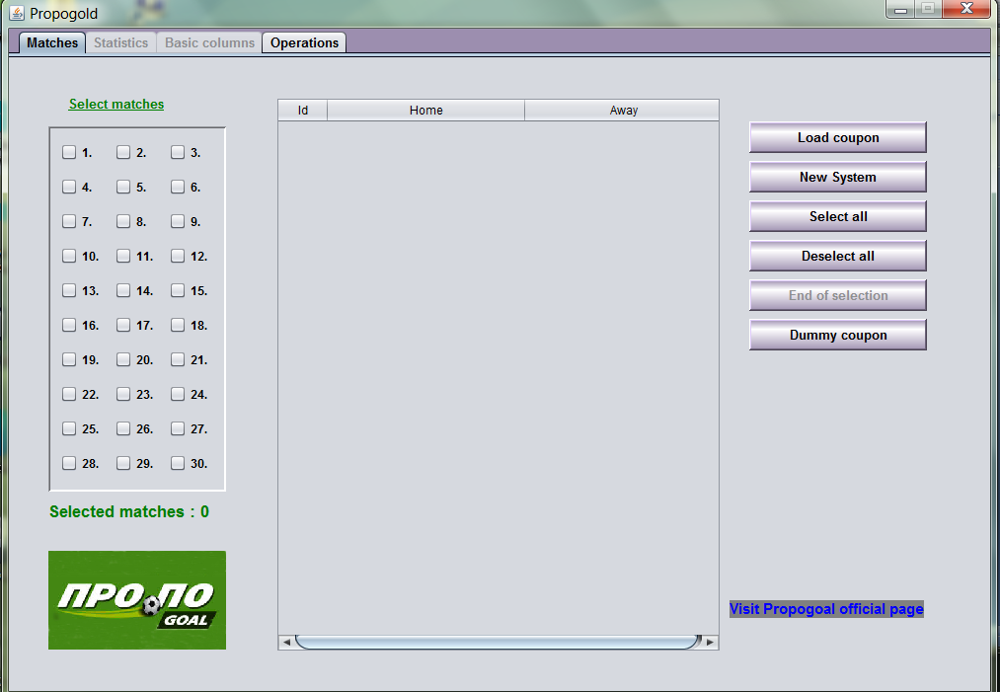 Propogold
Matches Statistics Basic columns Operations
Select matches
1. 2. 3.
4. 5. 6.
7. 8. 9.
10. 11. 12.
13. 14. 15.
16. 17. 18.
19. 20. 21.
22. 23. 24.
25. 26. 27.
28. 29. 30.
Selected matches : 0
ΠΡΟΠΟ
GOAL
Id Home Away
Load coupon
New System
Select all
Deselect all
End of selection
Dummy coupon
Visit Propogoal official page